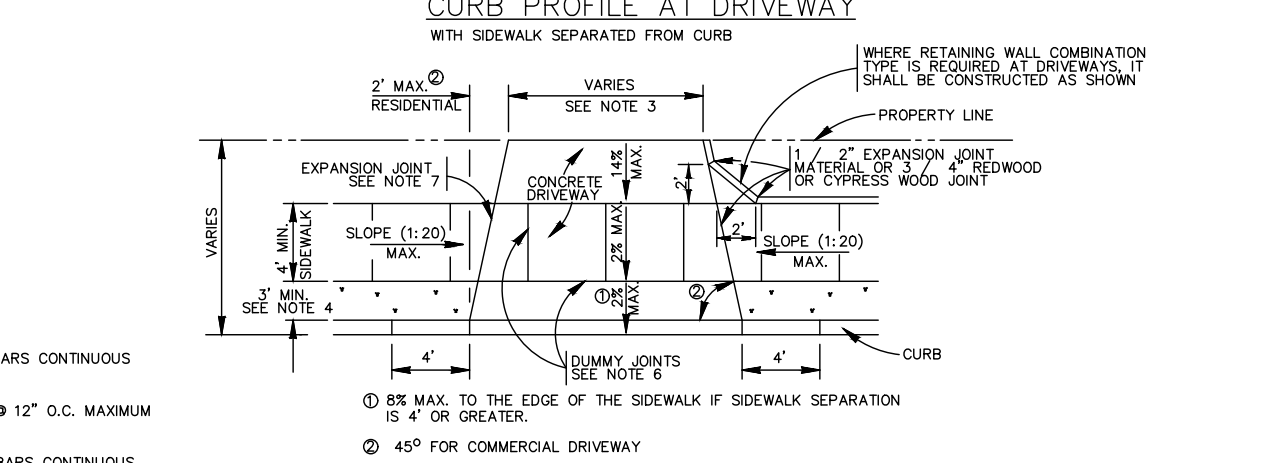 CURB PROFILE AT DRIVEWAY
WITH SIDEWALK SEPARATED FROM CURB
WHERE RETAINING WALL COMBINATION
TYPE IS REQUIRED AT DRIVEWAYS, IT
SHALL BE CONSTRUCTED AS SHOWN
2' MAX.②
RESIDENTIAL
VARIES
SEE NOTE 3
PROPERTY LINE
1 / 2" EXPANSION JOINT
MATERIAL OR 3 / 4" REDWOOD
OR CYPRESS WOOD JOINT
EXPANSION JOINT
SEE NOTE 7
CONCRETE
DRIVEWAY
14%
MAX.
2'
VARIES
4' MIN.
SIDEWALK
SLOPE (1:20)
MAX.
2% MAX.
2'
SLOPE (1:20)
MAX.
3' MIN.
SEE NOTE 4
①
2%
MAX.
②
4'
DUMMY JOINTS
SEE NOTE 6
4'
CURB
ARS CONTINUOUS
@ 12" O.C. MAXIMUM
BARS CONTINUOUS
① 8% MAX. TO THE EDGE OF THE SIDEWALK IF SIDEWALK SEPARATION
IS 4' OR GREATER.
② 45° FOR COMMERCIAL DRIVEWAY